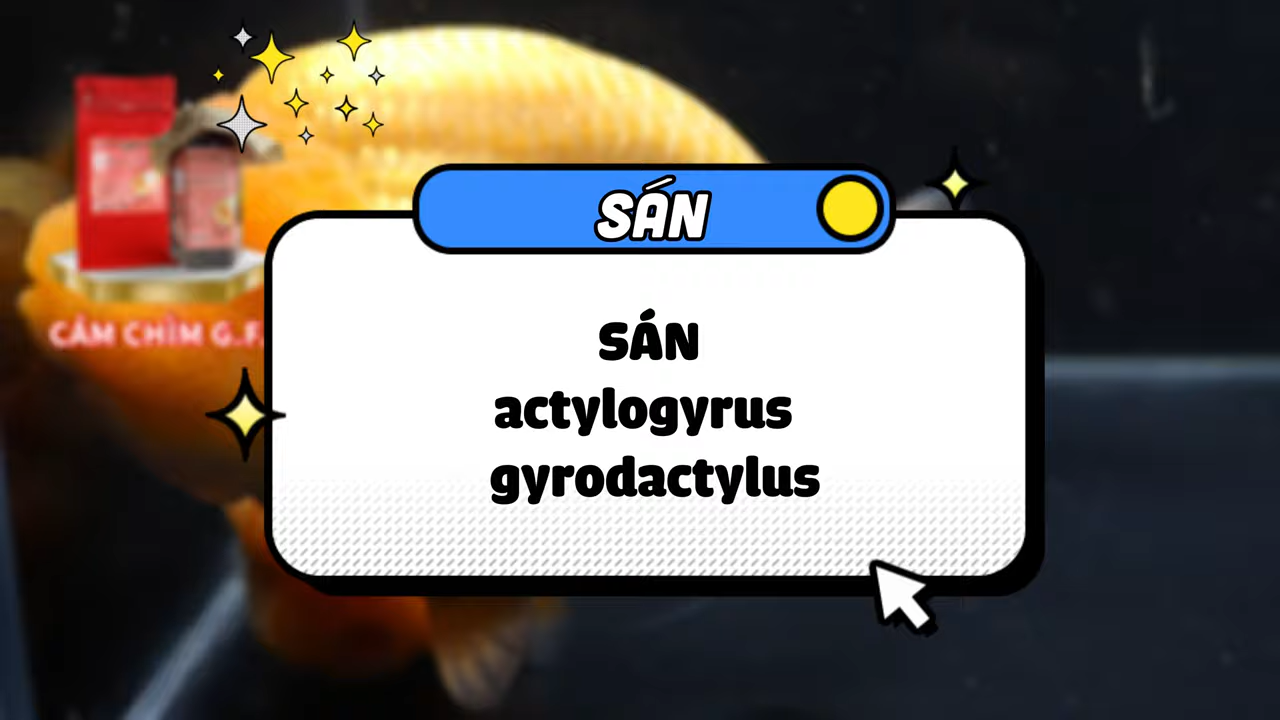 SÁN
CÁM CHÌM G.F.
SÁN
actylogyrus
gyrodactylus